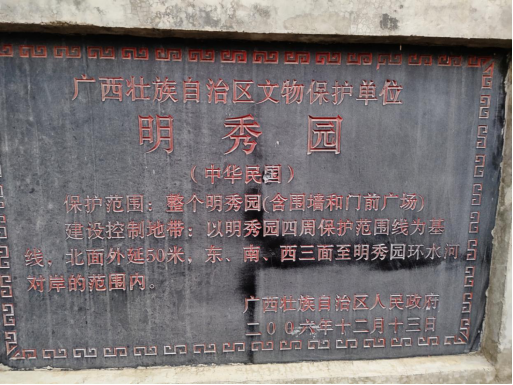 广西壮族自治区文物保护单位
明秀园
（中华民国）
保护范围：整个明秀园(含围墙和门前广场)
建设控制地带：以明秀园四周保护范围线为基
线，北面外延50米，东、南、西三面至明秀园环水河
对岸的范围内。
广西壮族自治区人民政府
二〇〇六年十二月十三日